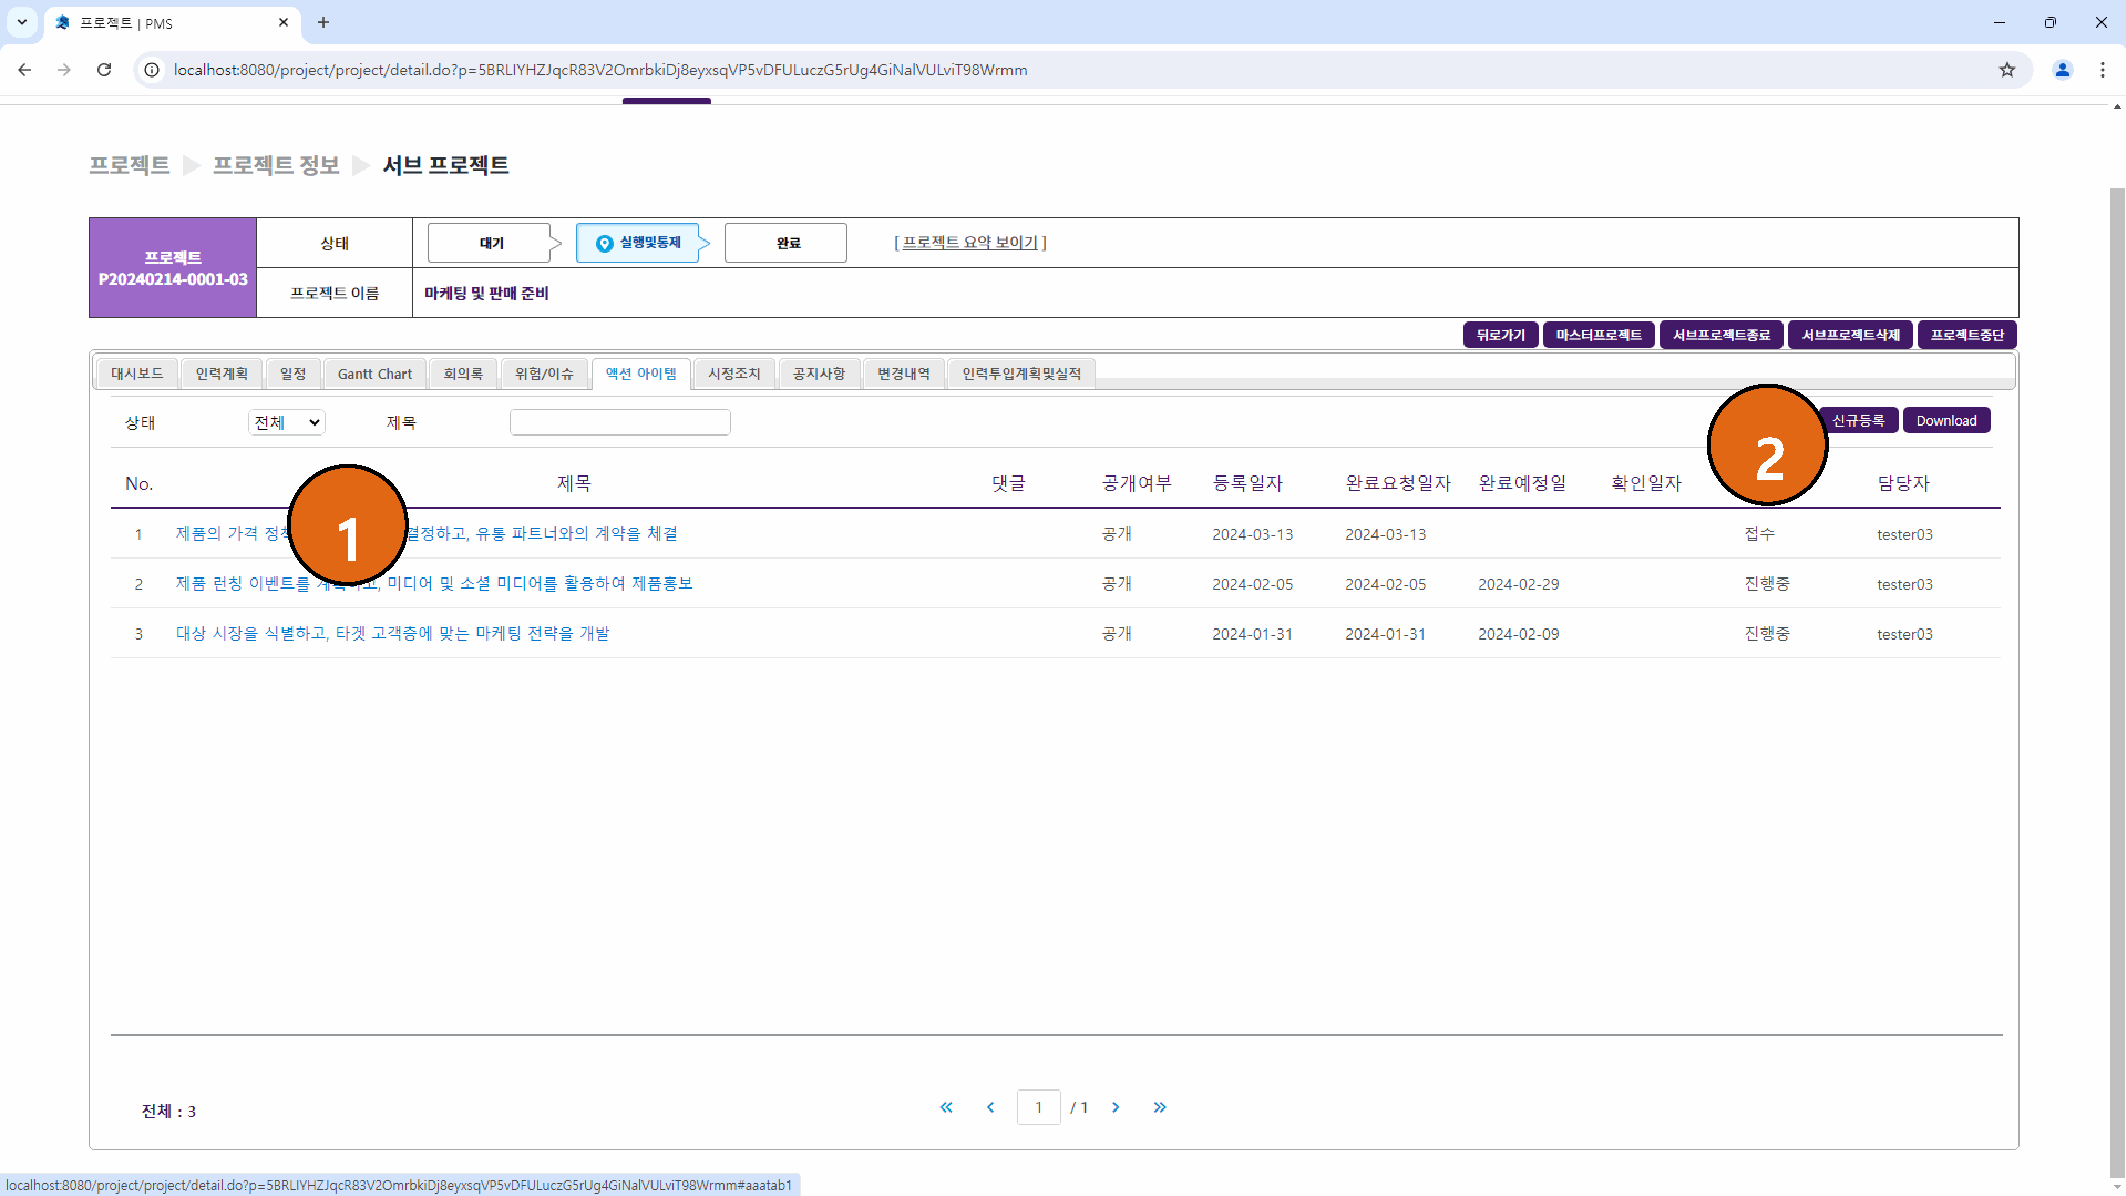 프로젝트 | PMS
localhost:8080/project/project/detail.do?p=5BRLIYHZJqcR83V2OmrbkiDj8eyxsqVP5vDFULuczG5rUg4GiNalVULviT98Wrmm
프로젝트 프로젝트 정보 서브 프로젝트
프로젝트
P20240214-0001-03
상태 대기 실행및통제 완료 [ 프로젝트 요약 보이기 ]
프로젝트 이름 마케팅 및 판매 준비
뒤로가기 마스터프로젝트 서브프로젝트종료 서브프로젝트삭제 프로젝트중단
대시보드 인력계획 일정 Gantt Chart 회의록 위험/이슈 액션 아이템 시정조치 공지사항 변경내역 인력투입계획및실적
상태 전체 제목 신규등록 Download
No. 제목 댓글 공개여부 등록일자 완료요청일자 완료예정일 확인일자 담당자
1 2
1 제품의 가격 결정하고, 유통 파트너와의 계약을 체결 공개 2024-03-13 2024-03-13 접수 tester03
2 제품 런칭 이벤트를 미디어 및 소셜 미디어를 활용하여 제품홍보 공개 2024-02-05 2024-02-05 2024-02-29 진행중 tester03
3 대상 시장을 식별하고, 타겟 고객층에 맞는 마케팅 전략을 개발 공개 2024-01-31 2024-01-31 2024-02-09 진행중 tester03
전체 : 3 1 / 1
localhost:8080/project/project/detail.do?p=5BRLIYHZJqcR83V2OmrbkiDj8eyxsqVP5vDFULuczG5rUg4GiNalVULviT98Wrmm#aaatab1